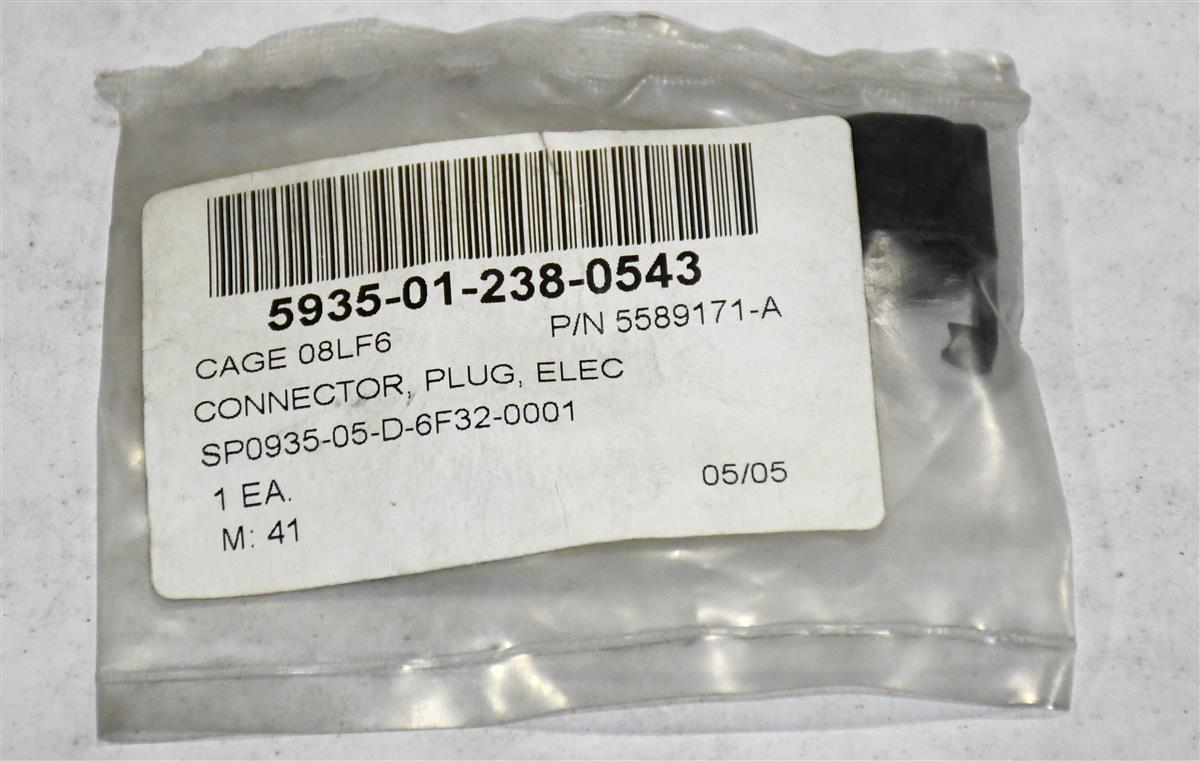 5935-01-238-0543
CAGE 08LF6 P/N 5589171-A
CONNECTOR, PLUG, ELEC
SP0935-05-D-6F32-0001
1 EA. 05/05
M: 41